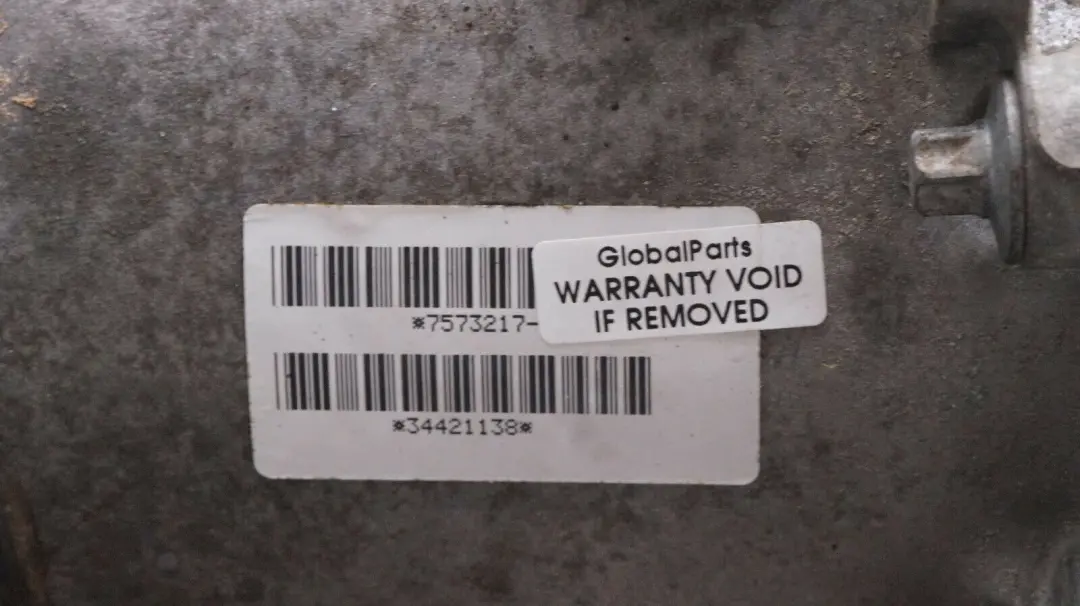 GlobalParts
WARRANTY VOID
IF REMOVED
*7573217-
*34421138*